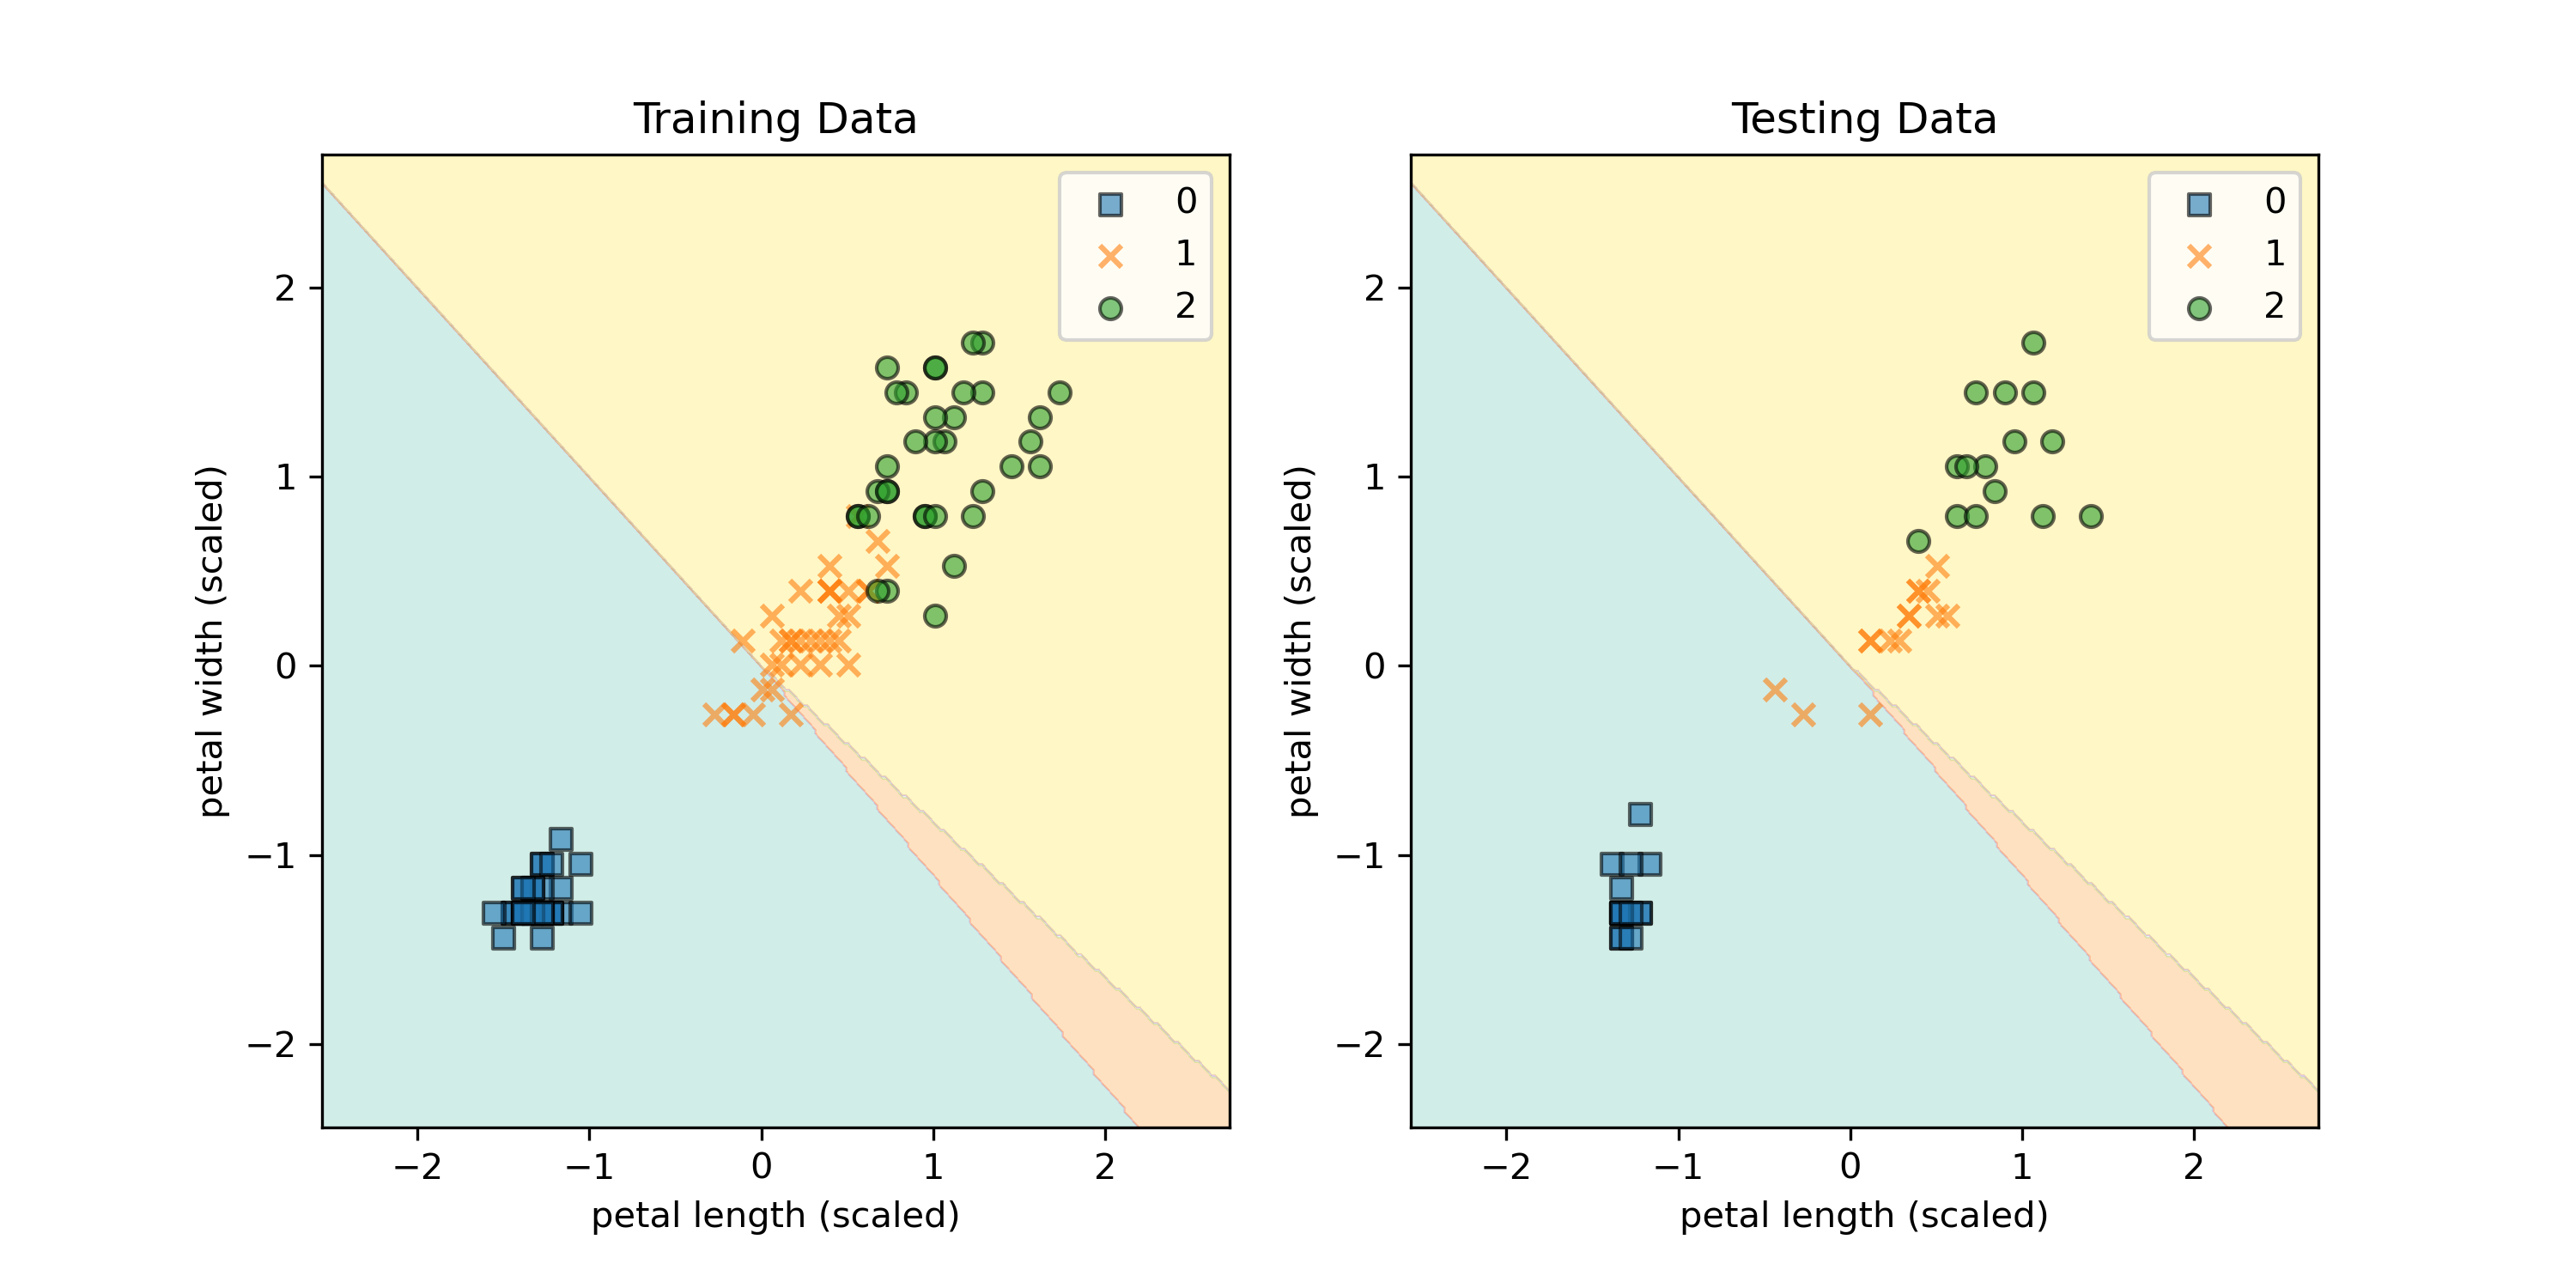 Training Data
0
1
2
2
1
0
−1
−2
petal width (scaled)
−2 −1 0 1 2
petal length (scaled)
Testing Data
0
1
2
2
1
0
−1
−2
petal width (scaled)
−2 −1 0 1 2
petal length (scaled)